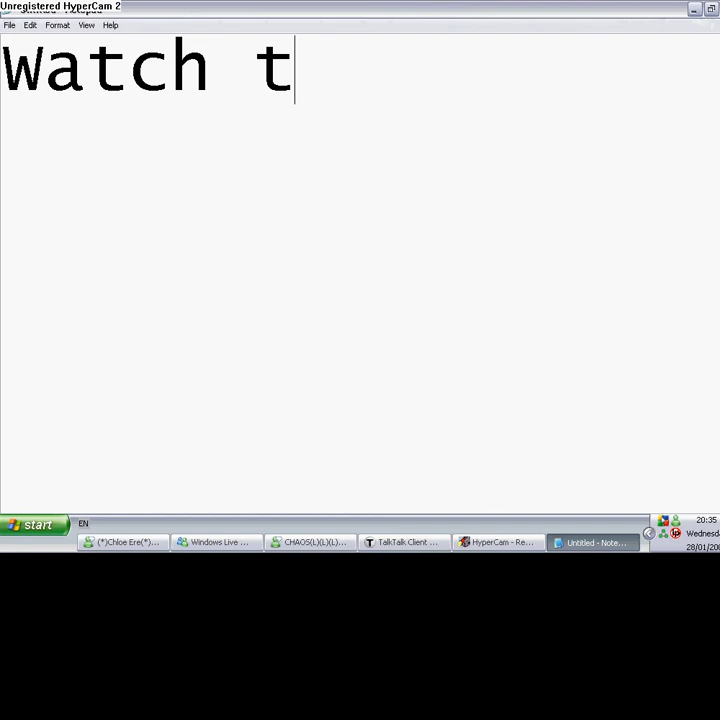 Unregistered HyperCam 2
File Edit Format View Help
Watch t
start
EN
20:35
Wednesd
28/01/20
(*)Chloe Ere(*)...
Windows Live ...
CHAOS(L)(L)(L)...
TalkTalk Client ...
HyperCam - Re...
Untitled - Note...